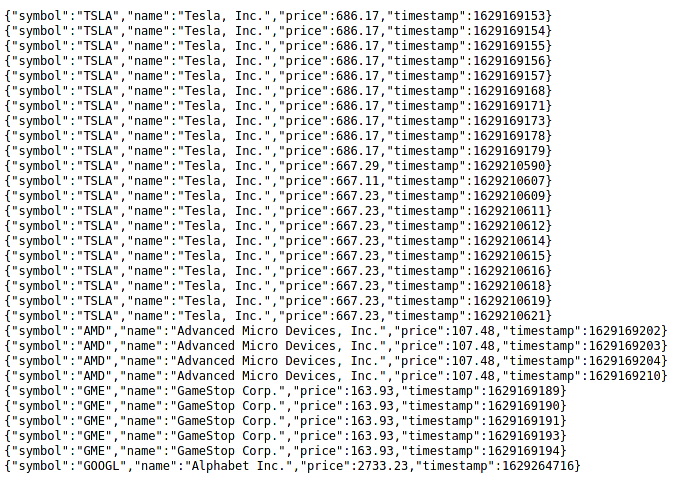 {"symbol":"TSLA","name":"Tesla, Inc.","price":686.17,"timestamp":1629169153}
{"symbol":"TSLA","name":"Tesla, Inc.","price":686.17,"timestamp":1629169154}
{"symbol":"TSLA","name":"Tesla, Inc.","price":686.17,"timestamp":1629169155}
{"symbol":"TSLA","name":"Tesla, Inc.","price":686.17,"timestamp":1629169156}
{"symbol":"TSLA","name":"Tesla, Inc.","price":686.17,"timestamp":1629169157}
{"symbol":"TSLA","name":"Tesla, Inc.","price":686.17,"timestamp":1629169168}
{"symbol":"TSLA","name":"Tesla, Inc.","price":686.17,"timestamp":1629169171}
{"symbol":"TSLA","name":"Tesla, Inc.","price":686.17,"timestamp":1629169173}
{"symbol":"TSLA","name":"Tesla, Inc.","price":686.17,"timestamp":1629169178}
{"symbol":"TSLA","name":"Tesla, Inc.","price":686.17,"timestamp":1629169179}
{"symbol":"TSLA","name":"Tesla, Inc.","price":667.29,"timestamp":1629210590}
{"symbol":"TSLA","name":"Tesla, Inc.","price":667.11,"timestamp":1629210607}
{"symbol":"TSLA","name":"Tesla, Inc.","price":667.23,"timestamp":1629210609}
{"symbol":"TSLA","name":"Tesla, Inc.","price":667.23,"timestamp":1629210611}
{"symbol":"TSLA","name":"Tesla, Inc.","price":667.23,"timestamp":1629210612}
{"symbol":"TSLA","name":"Tesla, Inc.","price":667.23,"timestamp":1629210614}
{"symbol":"TSLA","name":"Tesla, Inc.","price":667.23,"timestamp":1629210615}
{"symbol":"TSLA","name":"Tesla, Inc.","price":667.23,"timestamp":1629210616}
{"symbol":"TSLA","name":"Tesla, Inc.","price":667.23,"timestamp":1629210618}
{"symbol":"TSLA","name":"Tesla, Inc.","price":667.23,"timestamp":1629210619}
{"symbol":"TSLA","name":"Tesla, Inc.","price":667.23,"timestamp":1629210621}
{"symbol":"AMD","name":"Advanced Micro Devices, Inc.","price":107.48,"timestamp":1629169202}
{"symbol":"AMD","name":"Advanced Micro Devices, Inc.","price":107.48,"timestamp":1629169203}
{"symbol":"AMD","name":"Advanced Micro Devices, Inc.","price":107.48,"timestamp":1629169204}
{"symbol":"AMD","name":"Advanced Micro Devices, Inc.","price":107.48,"timestamp":1629169210}
{"symbol":"GME","name":"GameStop Corp.","price":163.93,"timestamp":1629169189}
{"symbol":"GME","name":"GameStop Corp.","price":163.93,"timestamp":1629169190}
{"symbol":"GME","name":"GameStop Corp.","price":163.93,"timestamp":1629169191}
{"symbol":"GME","name":"GameStop Corp.","price":163.93,"timestamp":1629169193}
{"symbol":"GME","name":"GameStop Corp.","price":163.93,"timestamp":1629169194}
{"symbol":"GOOGL","name":"Alphabet Inc.","price":2733.23,"timestamp":1629264716}